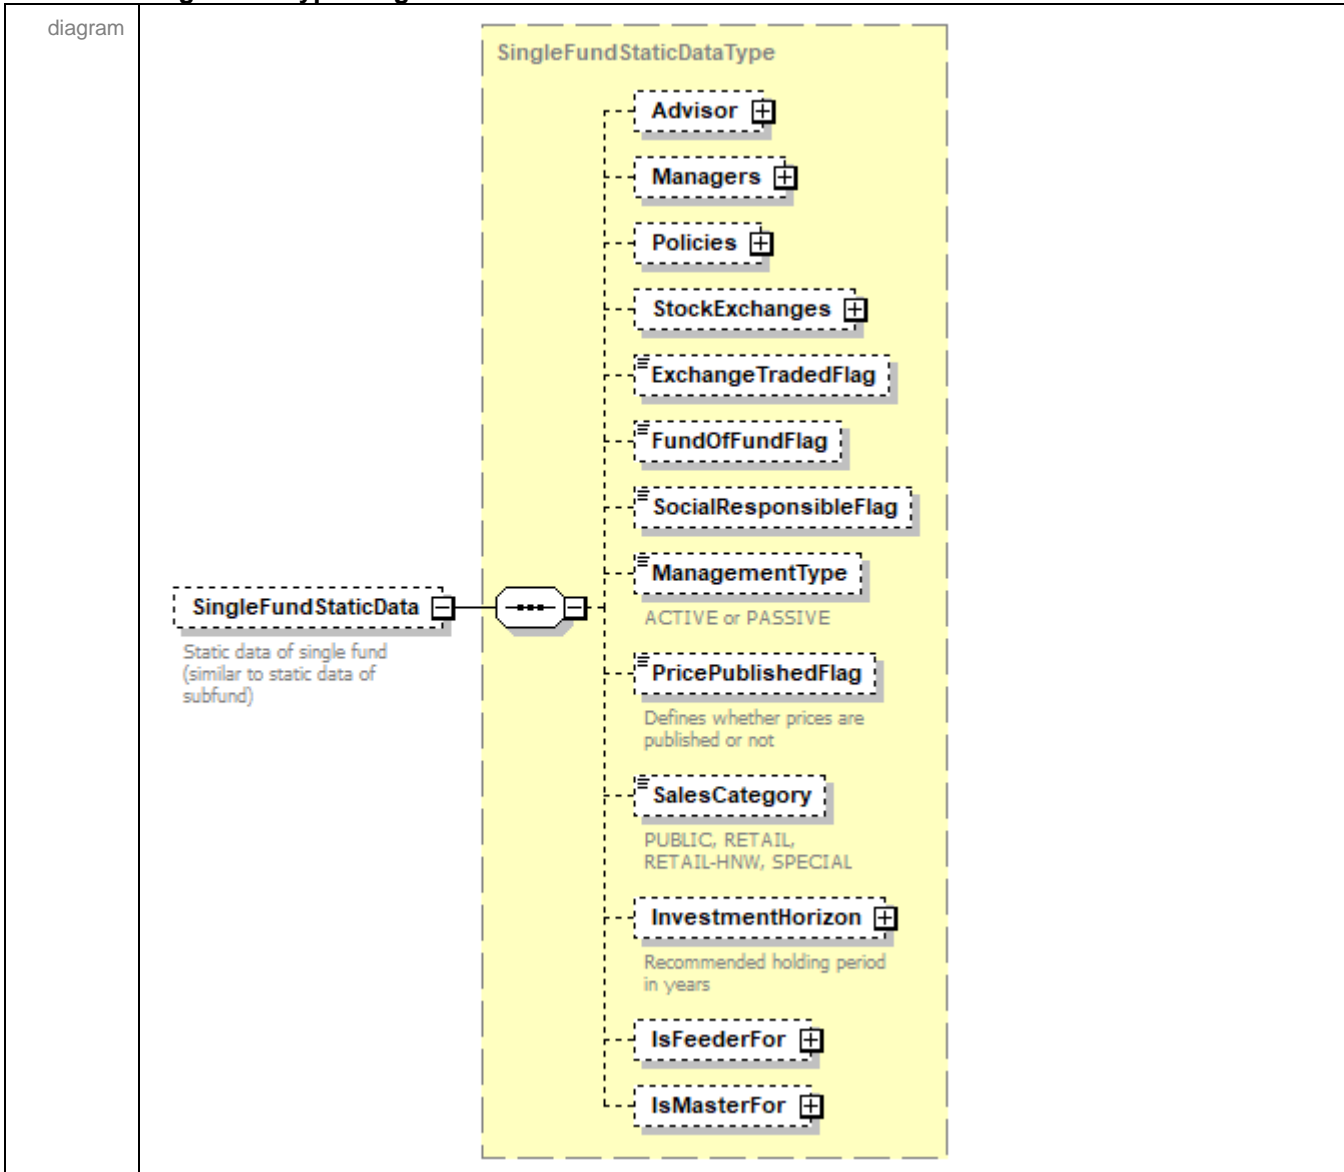 diagram
SingleFundStaticDataType
Advisor
Managers
Policies
StockExchanges
ExchangeTradedFlag
FundOfFundFlag
SocialResponsibleFlag
ManagementType
ACTIVE or PASSIVE
SingleFundStaticData
Static data of single fund
(similar to static data of
subfund)
PricePublishedFlag
Defines whether prices are
published or not
SalesCategory
PUBLIC, RETAIL,
RETAIL-HNW, SPECIAL
InvestmentHorizon
Recommended holding period
in years
IsFeederFor
IsMasterFor